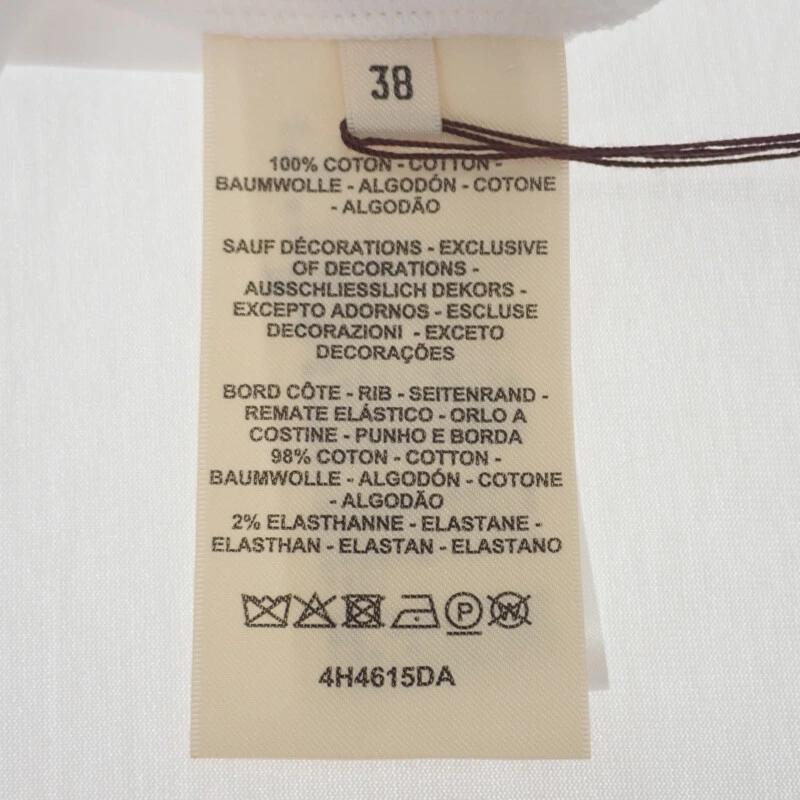 38
100% COTON - COTTON -
BAUMWOLLE - ALGODÓN - COTONE
- ALGODÃO
SAUF DÉCORATIONS - EXCLUSIVE
OF DECORATIONS -
AUSSCHLIESSLICH DEKORS -
EXCEPTO ADORNOS - ESCLUSE
DECORAZIONI - EXCETO
DECORAÇÕES
BORD CÔTE - RIB - SEITENRAND -
REMATE ELÁSTICO - ORLO A
COSTINE - PUNHO E BORDA
98% COTON - COTTON -
BAUMWOLLE - ALGODÓN - COTONE
- ALGODÃO
2% ELASTHANNE - ELASTANE -
ELASTHAN - ELASTAN - ELASTANO
P W
4H4615DA